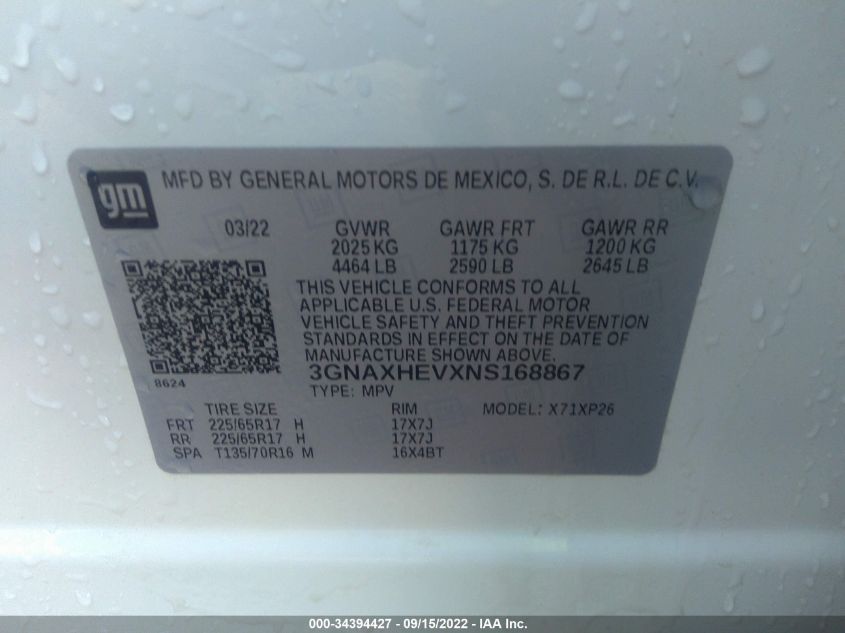 gm
MFD BY GENERAL MOTORS DE MEXICO, S. DE R.L. DE C.V.
03/22 GVWR GAWR FRT GAWR RR
2025 KG 1175 KG 1200 KG
4464 LB 2590 LB 2645 LB
THIS VEHICLE CONFORMS TO ALL
APPLICABLE U.S. FEDERAL MOTOR
VEHICLE SAFETY AND THEFT PREVENTION
STANDARDS IN EFFECT ON THE DATE OF
MANUFACTURE SHOWN ABOVE.
8624 3GNAXHEVXNS168867
TYPE: MPV
TIRE SIZE RIM MODEL: X71XP26
FRT 225/65R17 H 17X7J
RR 225/65R17 H 17X7J
SPA T135/70R16 M 16X4BT
000-34394427 - 09/15/2022 - IAA Inc.